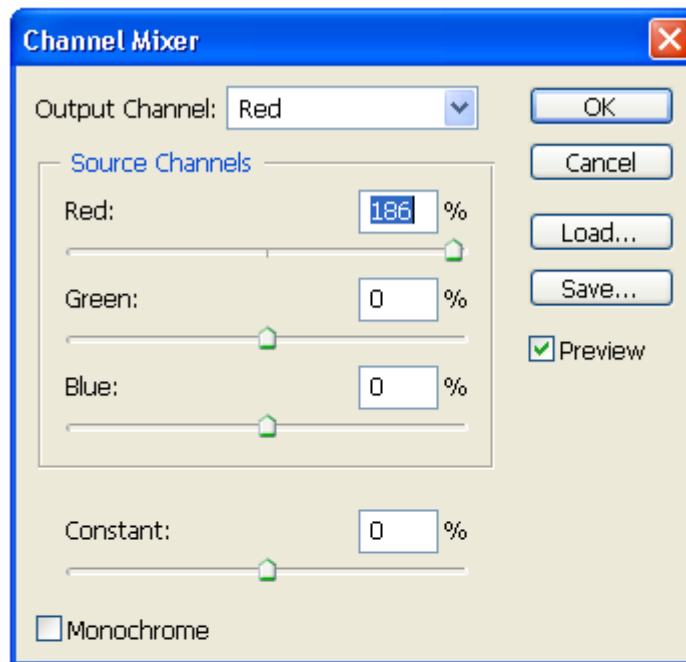 Channel Mixer
Output Channel: Red
OK
Source Channels
Cancel
Red: 186 %
Load...
Green: 0 %
Save...
Preview
Blue: 0 %
Constant: 0 %
Monochrome